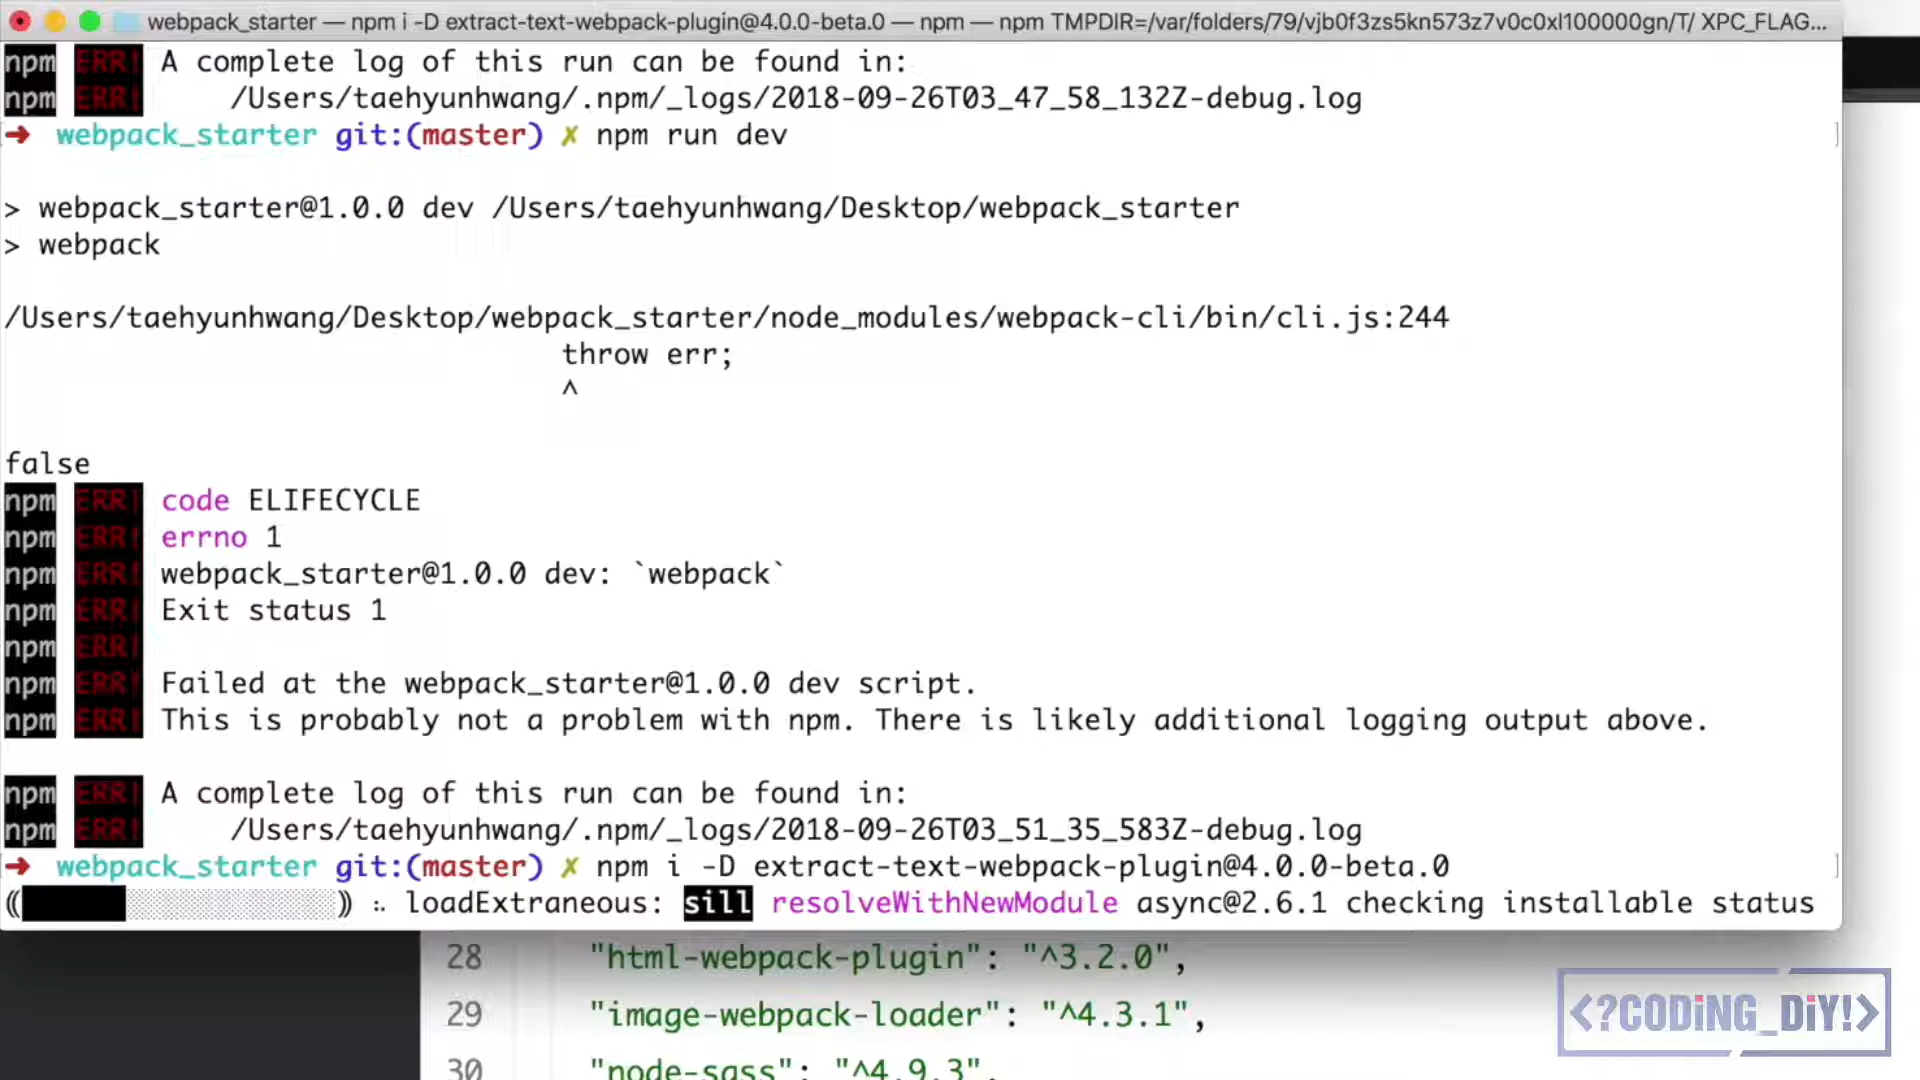 webpack_starter — npm i -D extract-text-webpack-plugin@4.0.0-beta.0 — npm — npm TMPDIR=/var/folders/79/vjb0f3zs5kn573z7v0c0xl100000gn/T/ XPC_FLAG...
npm ERR! A complete log of this run can be found in:
npm ERR!     /Users/taehyunhwang/.npm/_logs/2018-09-26T03_47_58_132Z-debug.log
➜  webpack_starter git:(master) ✗ npm run dev
> webpack_starter@1.0.0 dev /Users/taehyunhwang/Desktop/webpack_starter
> webpack
/Users/taehyunhwang/Desktop/webpack_starter/node_modules/webpack-cli/bin/cli.js:244
throw err;
^
false
npm ERR! code ELIFECYCLE
npm ERR! errno 1
npm ERR! webpack_starter@1.0.0 dev: `webpack`
npm ERR! Exit status 1
npm ERR!
npm ERR! Failed at the webpack_starter@1.0.0 dev script.
npm ERR! This is probably not a problem with npm. There is likely additional logging output above.
npm ERR! A complete log of this run can be found in:
npm ERR!     /Users/taehyunhwang/.npm/_logs/2018-09-26T03_51_35_583Z-debug.log
➜  webpack_starter git:(master) ✗ npm i -D extract-text-webpack-plugin@4.0.0-beta.0
loadExtraneous: sill resolveWithNewModule async@2.6.1 checking installable status
28 "html-webpack-plugin": "^3.2.0",
29 "image-webpack-loader": "^4.3.1",
30 "node-sass": "^4.9.3",
<?CODiNG_DiY!>